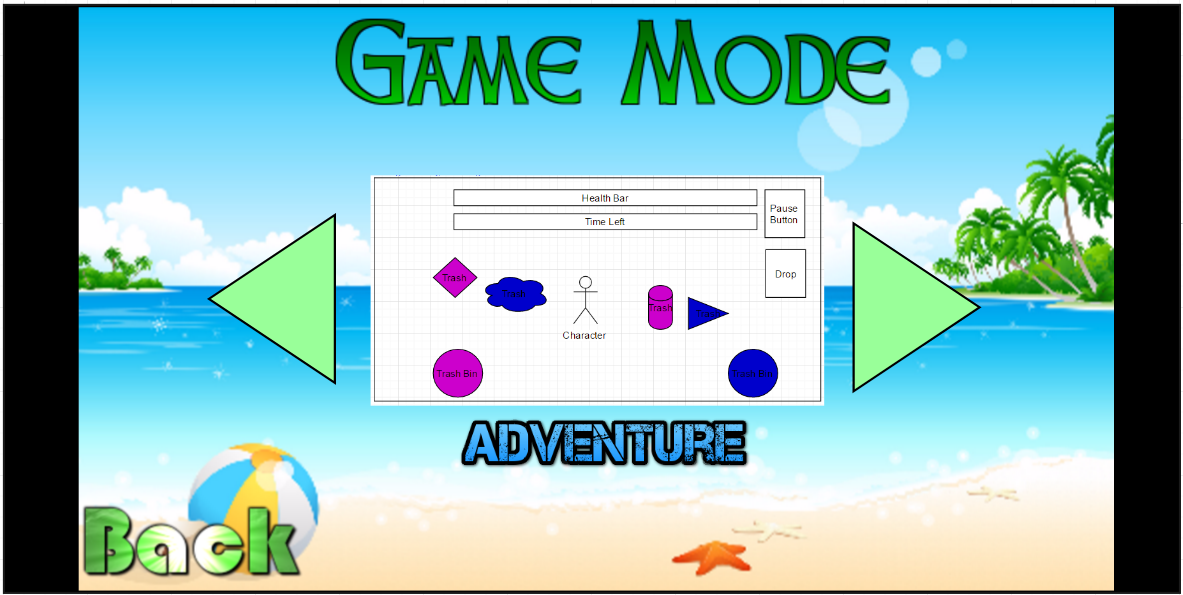 GAME MODE
Health Bar
Time Left
Pause
Button
Drop
Trash
Trash
Trash
Trash
Character
Trash Bin
Trash Bin
ADVENTURE
Back